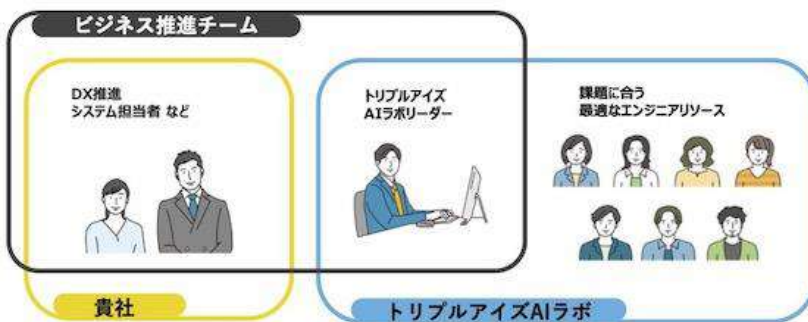 ビジネス推進チーム
DX推進
システム担当者 など
トリプルアイズ
AIラボリーダー
課題に合う
最適なエンジニアリソース
貴社
トリプルアイズAIラボ